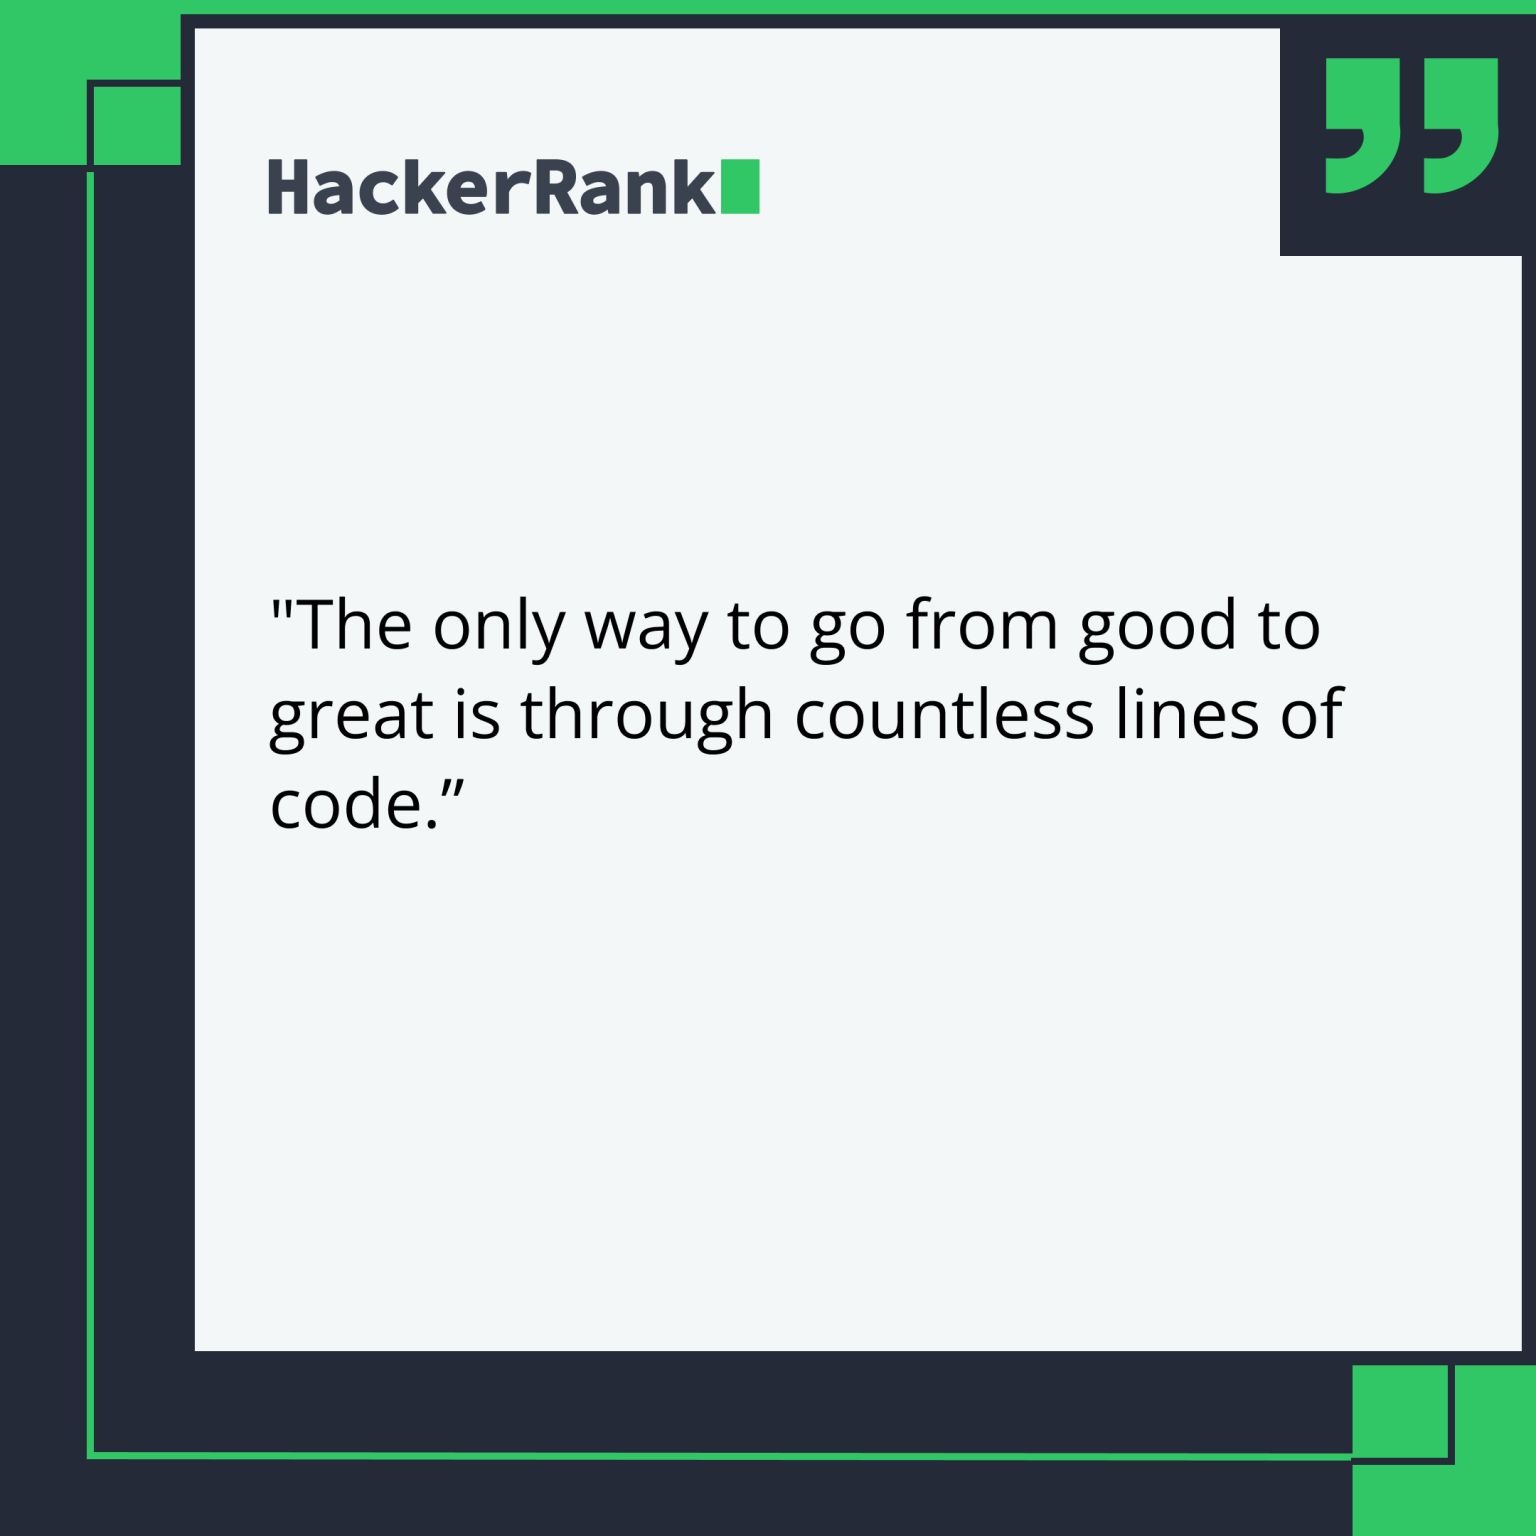 HackerRank
"The only way to go from good to
great is through countless lines of
code.”